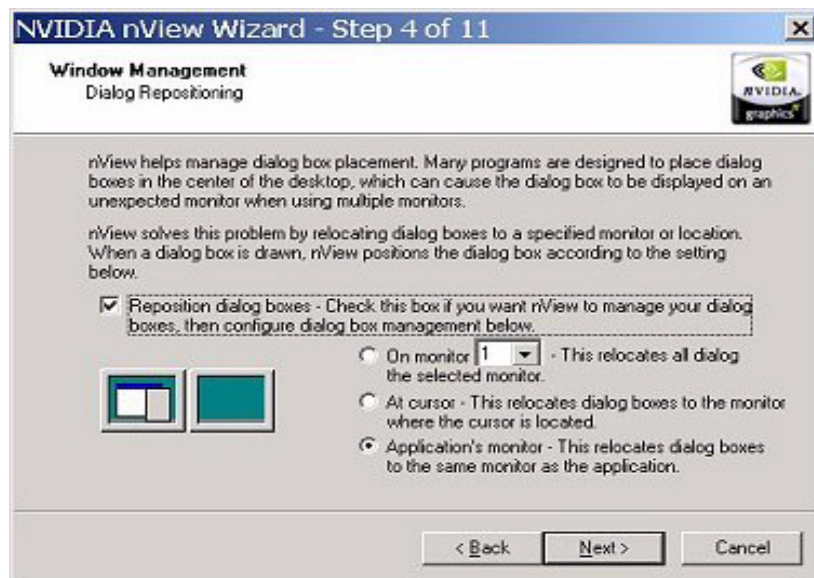 NVIDIA nView Wizard - Step 4 of 11
Window Management
Dialog Repositioning
NVIDIA
graphics
nView helps manage dialog box placement. Many programs are designed to place dialog
boxes in the center of the desktop, which can cause the dialog box to be displayed on an
unexpected monitor when using multiple monitors.
nView solves this problem by relocating dialog boxes to a specified monitor or location.
When a dialog box is drawn, nView positions the dialog box according to the setting
below.
Reposition dialog boxes - Check this box if you want nView to manage your dialog
boxes, then configure dialog box management below.
On monitor 1 - This relocates all dialog
the selected monitor.
At cursor - This relocates dialog boxes to the monitor
where the cursor is located.
Application's monitor - This relocates dialog boxes
to the same monitor as the application.
< Back Next > Cancel